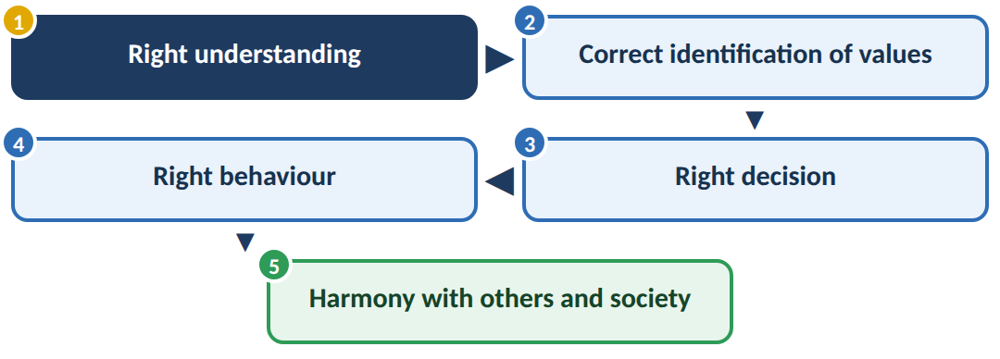 1
Right understanding
2
Correct identification of values
3
Right decision
4
Right behaviour
5
Harmony with others and society